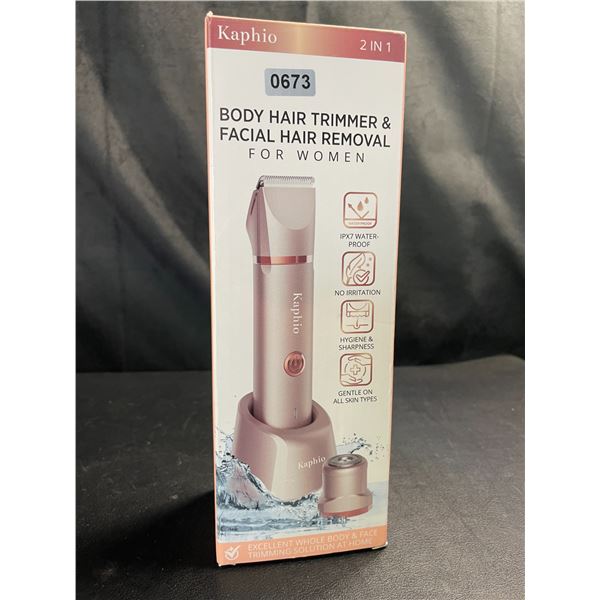 Kaphio
2 IN 1
0673
BODY HAIR TRIMMER &
FACIAL HAIR REMOVAL
FOR WOMEN
WATERPROOF
IPX7 WATER-
PROOF
NO IRRITATION
HYGIENE &
SHARPNESS
GENTLE ON
ALL SKIN TYPES
Kaphio
Kaphio
EXCELLENT WHOLE BODY & FACE
TRIMMING SOLUTION AT HOME